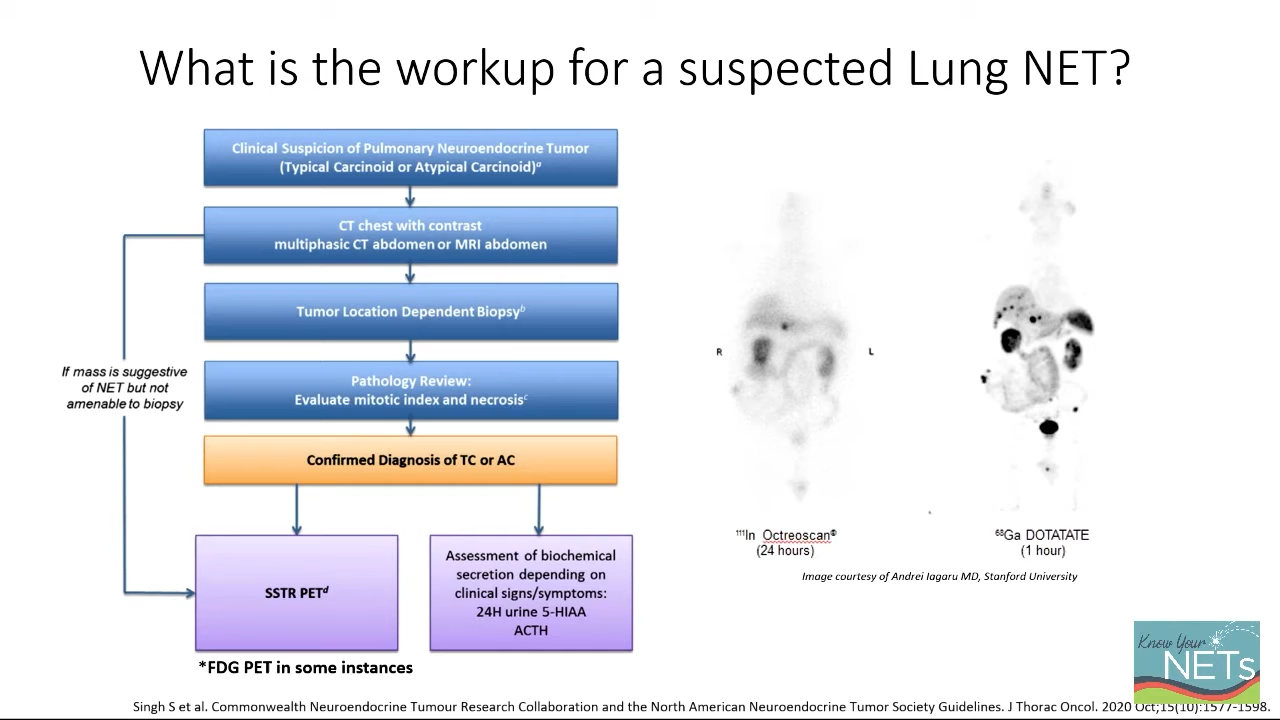 What is the workup for a suspected Lung NET?
Clinical Suspicion of Pulmonary Neuroendocrine Tumor
(Typical Carcinoid or Atypical Carcinoid)ᵃ
CT chest with contrast
multiphasic CT abdomen or MRI abdomen
Tumor Location Dependent Biopsyᵇ
If mass is suggestive
of NET but not
amenable to biopsy
Pathology Review:
Evaluate mitotic index and necrosisᶜ
Confirmed Diagnosis of TC or AC
SSTR PETᵈ
Assessment of biochemical
secretion depending on
clinical signs/symptoms:
24H urine 5-HIAA
ACTH
*FDG PET in some instances
R
L
¹¹¹In Octreoscan®
(24 hours)
⁶⁸Ga DOTATATE
(1 hour)
Image courtesy of Andrei Iagaru MD, Stanford University
Know Your
NETs
Singh S et al. Commonwealth Neuroendocrine Tumour Research Collaboration and the North American Neuroendocrine Tumor Society Guidelines. J Thorac Oncol. 2020 Oct;15(10):1577-1598.